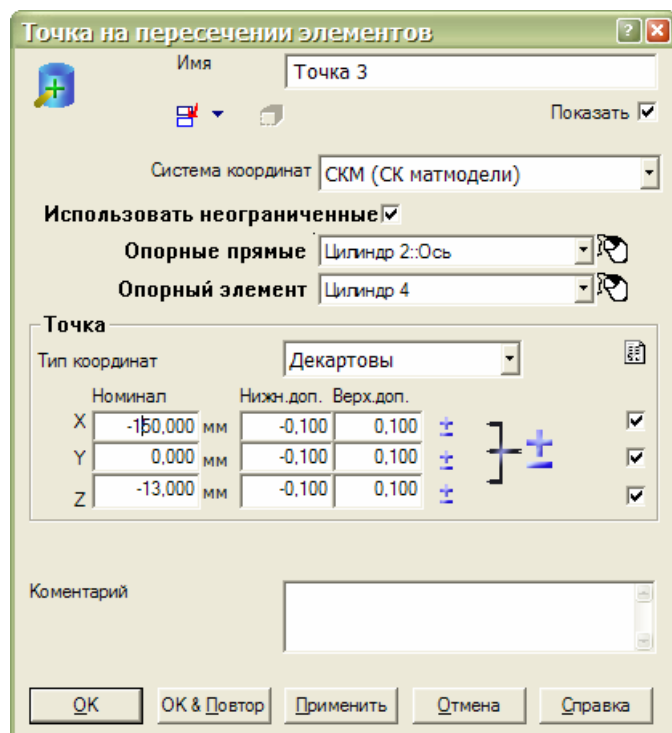 Точка на пересечении элементов
Имя
Точка 3
Показать
Система координат СКМ (СК матмодели)
Использовать неограниченные
Опорные прямые Цилиндр 2::Ось
Опорный элемент Цилиндр 4
Точка
Тип координат Декартовы
Номинал Нижн.доп. Верх.доп.
X -150,000 мм -0,100 0,100
Y 0,000 мм -0,100 0,100
Z -13,000 мм -0,100 0,100
Коментарий
OK OK & Повтор Применить Отмена Справка